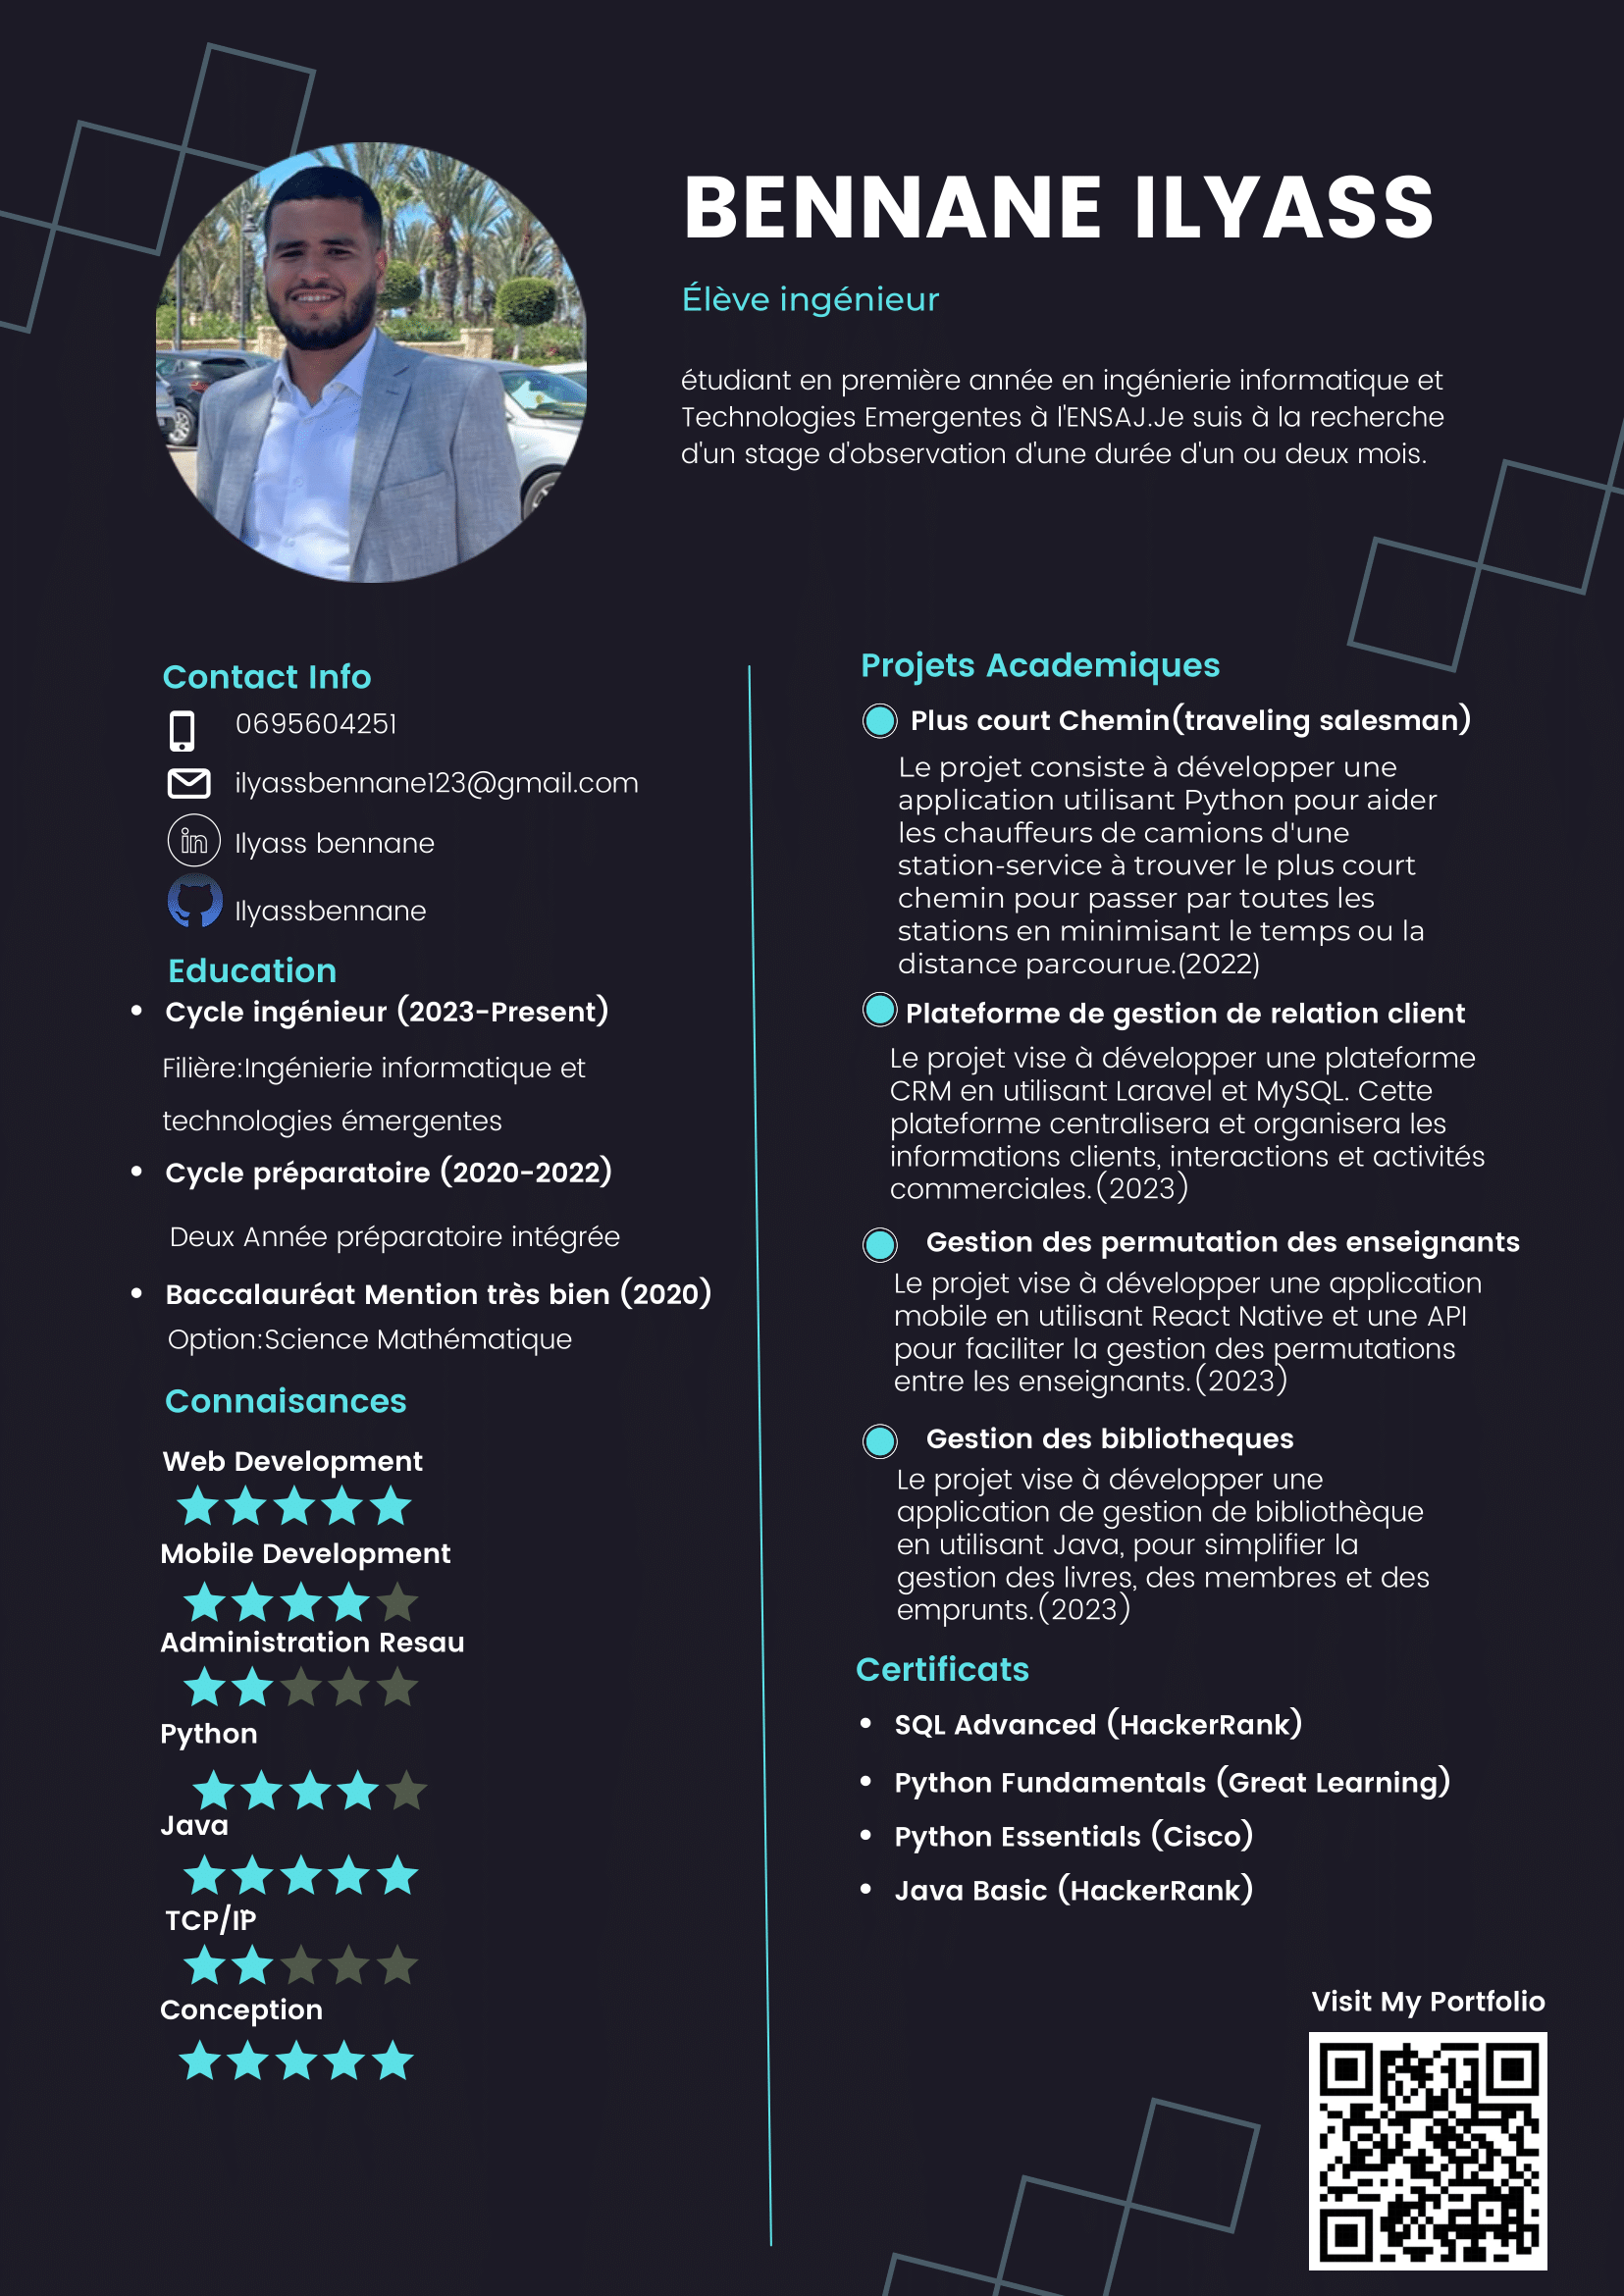 BENNANE ILYASS
Élève ingénieur
étudiant en première année en ingénierie informatique et
Technologies Emergentes à l'ENSAJ.Je suis à la recherche
d'un stage d'observation d'une durée d'un ou deux mois.
Contact Info
0695604251
ilyassbennane123@gmail.com
in
Ilyass bennane
Ilyassbennane
Education
• Cycle ingénieur (2023-Present)
Filière:Ingénierie informatique et
technologies émergentes
• Cycle préparatoire (2020-2022)
Deux Année préparatoire intégrée
• Baccalauréat Mention très bien (2020)
Option:Science Mathématique
Connaisances
Web Development
Mobile Development
Administration Resau
Python
Java
TCP/IP
Conception
Projets Academiques
Plus court Chemin(traveling salesman)
Le projet consiste à développer une
application utilisant Python pour aider
les chauffeurs de camions d'une
station-service à trouver le plus court
chemin pour passer par toutes les
stations en minimisant le temps ou la
distance parcourue.(2022)
Plateforme de gestion de relation client
Le projet vise à développer une plateforme
CRM en utilisant Laravel et MySQL. Cette
plateforme centralisera et organisera les
informations clients, interactions et activités
commerciales.(2023)
Gestion des permutation des enseignants
Le projet vise à développer une application
mobile en utilisant React Native et une API
pour faciliter la gestion des permutations
entre les enseignants.(2023)
Gestion des bibliotheques
Le projet vise à développer une
application de gestion de bibliothèque
en utilisant Java, pour simplifier la
gestion des livres, des membres et des
emprunts.(2023)
Certificats
• SQL Advanced (HackerRank)
• Python Fundamentals (Great Learning)
• Python Essentials (Cisco)
• Java Basic (HackerRank)
Visit My Portfolio